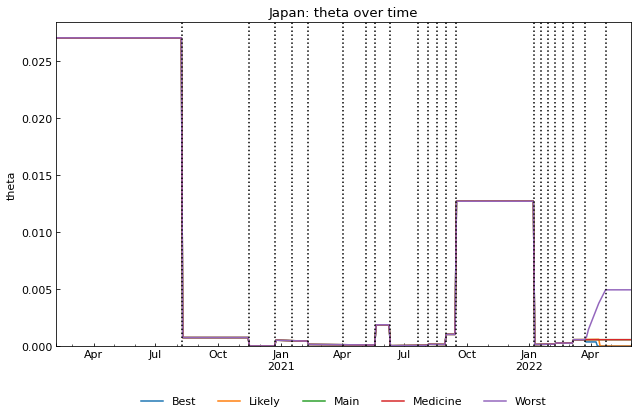 Japan: theta over time
theta
0.025
0.020
0.015
0.010
0.005
0.000
Apr Jul Oct Jan Apr Jul Oct Jan Apr
2021 2022
Best Likely Main Medicine Worst